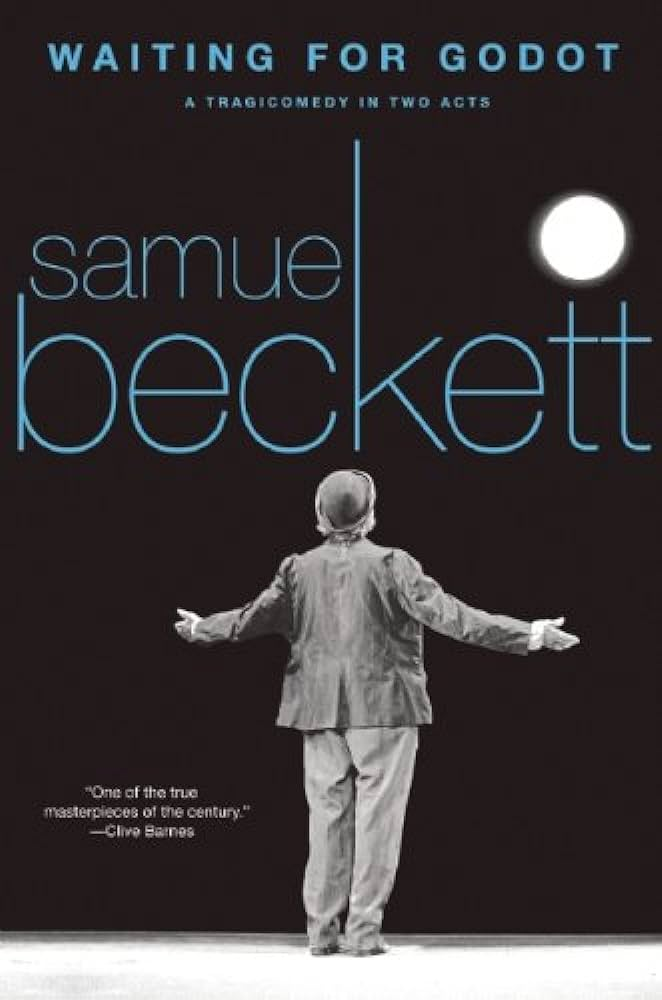 WAITING FOR GODOT
A TRAGICOMEDY IN TWO ACTS
samuel
beckett
“One of the true
masterpieces of the century.”
—Clive Barnes